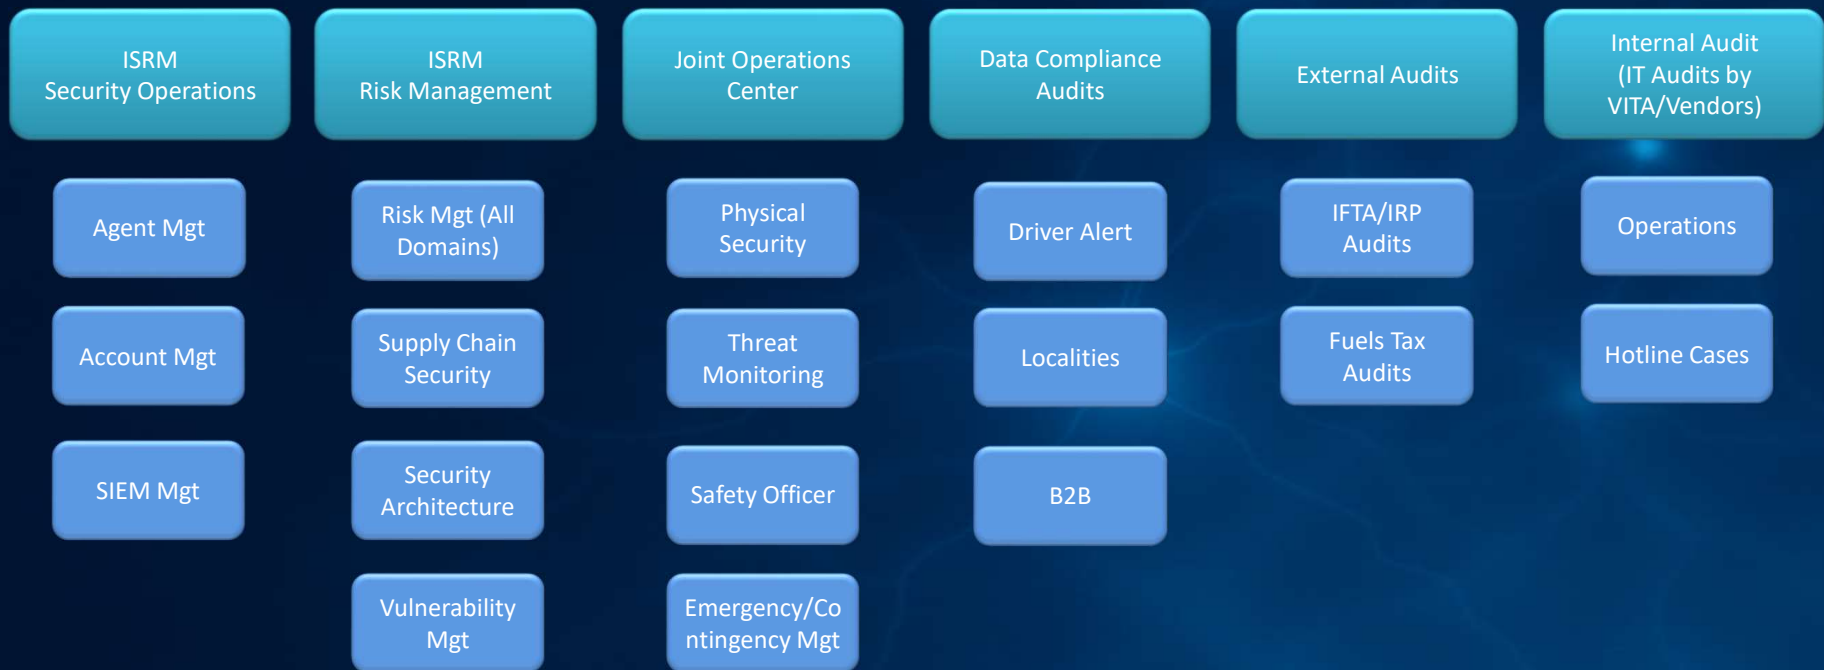 ISRM
Security Operations
ISRM
Risk Management
Joint Operations
Center
Data Compliance
Audits
External Audits
Internal Audit
(IT Audits by
VITA/Vendors)
Agent Mgt
Risk Mgt (All
Domains)
Physical
Security
Driver Alert
IFTA/IRP
Audits
Operations
Account Mgt
Supply Chain
Security
Threat
Monitoring
Localities
Fuels Tax
Audits
Hotline Cases
SIEM Mgt
Security
Architecture
Safety Officer
B2B
Vulnerability
Mgt
Emergency/Co
ntingency Mgt